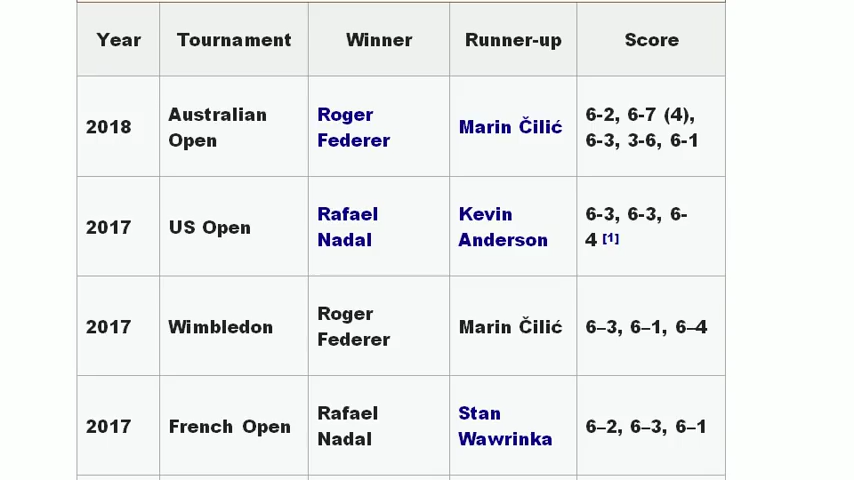 Year Tournament Winner Runner-up Score
2018 Australian Open Roger Federer Marin Čilić 6-2, 6-7 (4), 6-3, 3-6, 6-1
2017 US Open Rafael Nadal Kevin Anderson 6-3, 6-3, 6-4 [1]
2017 Wimbledon Roger Federer Marin Čilić 6–3, 6–1, 6–4
2017 French Open Rafael Nadal Stan Wawrinka 6–2, 6–3, 6–1